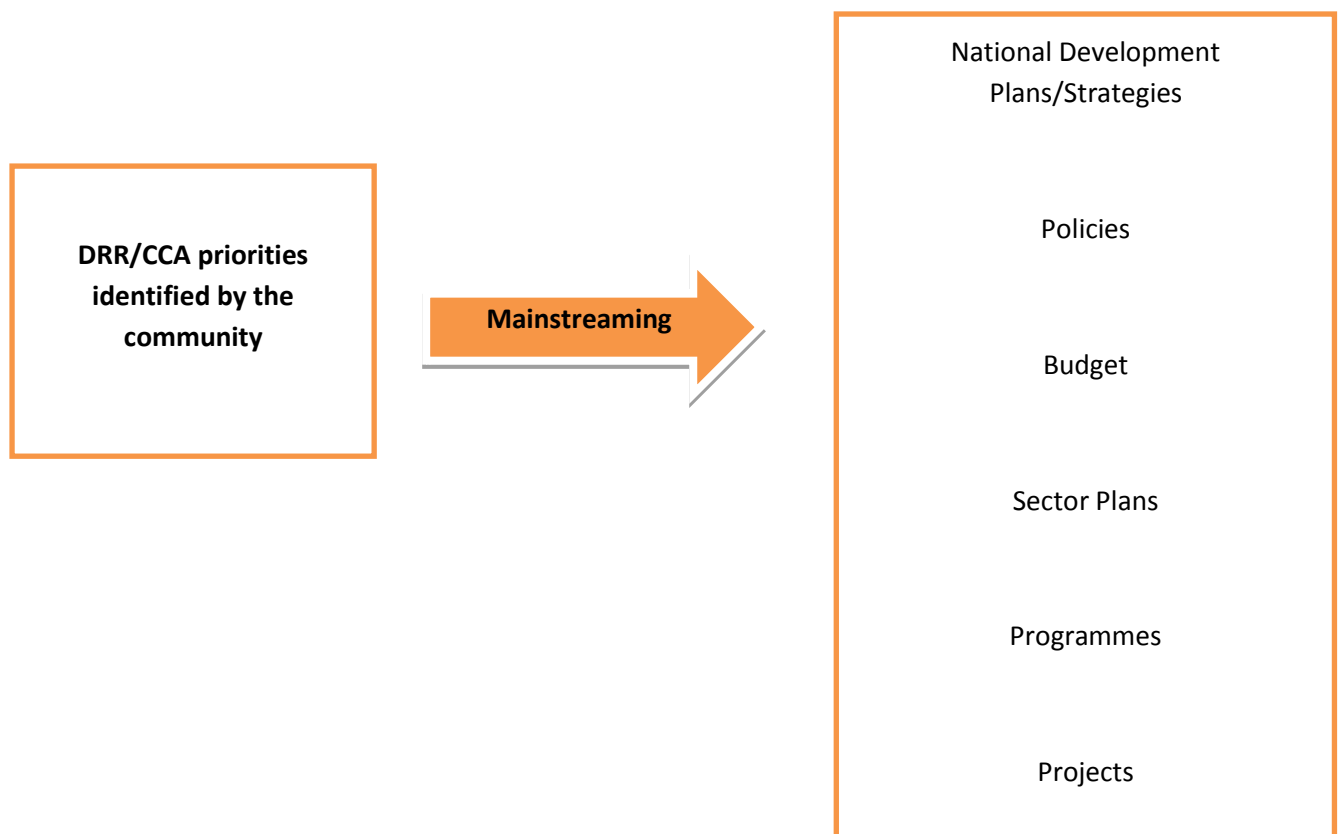 DRR/CCA priorities
identified by the
community
Mainstreaming
National Development
Plans/Strategies
Policies
Budget
Sector Plans
Programmes
Projects